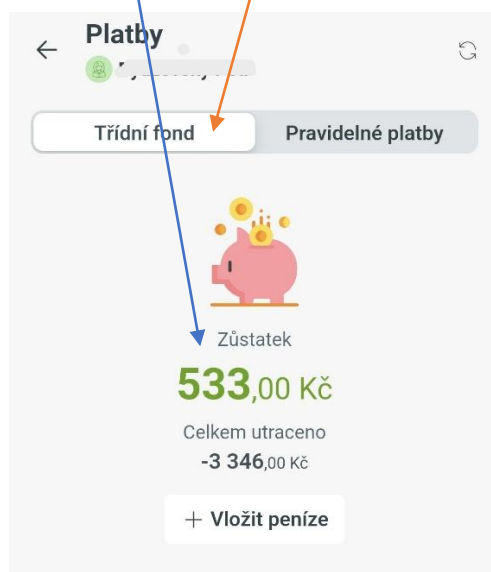 Platby
Třídní fond
Pravidelné platby
Zůstatek
533,00 Kč
Celkem utraceno
-3 346,00 Kč
+ Vložit peníze